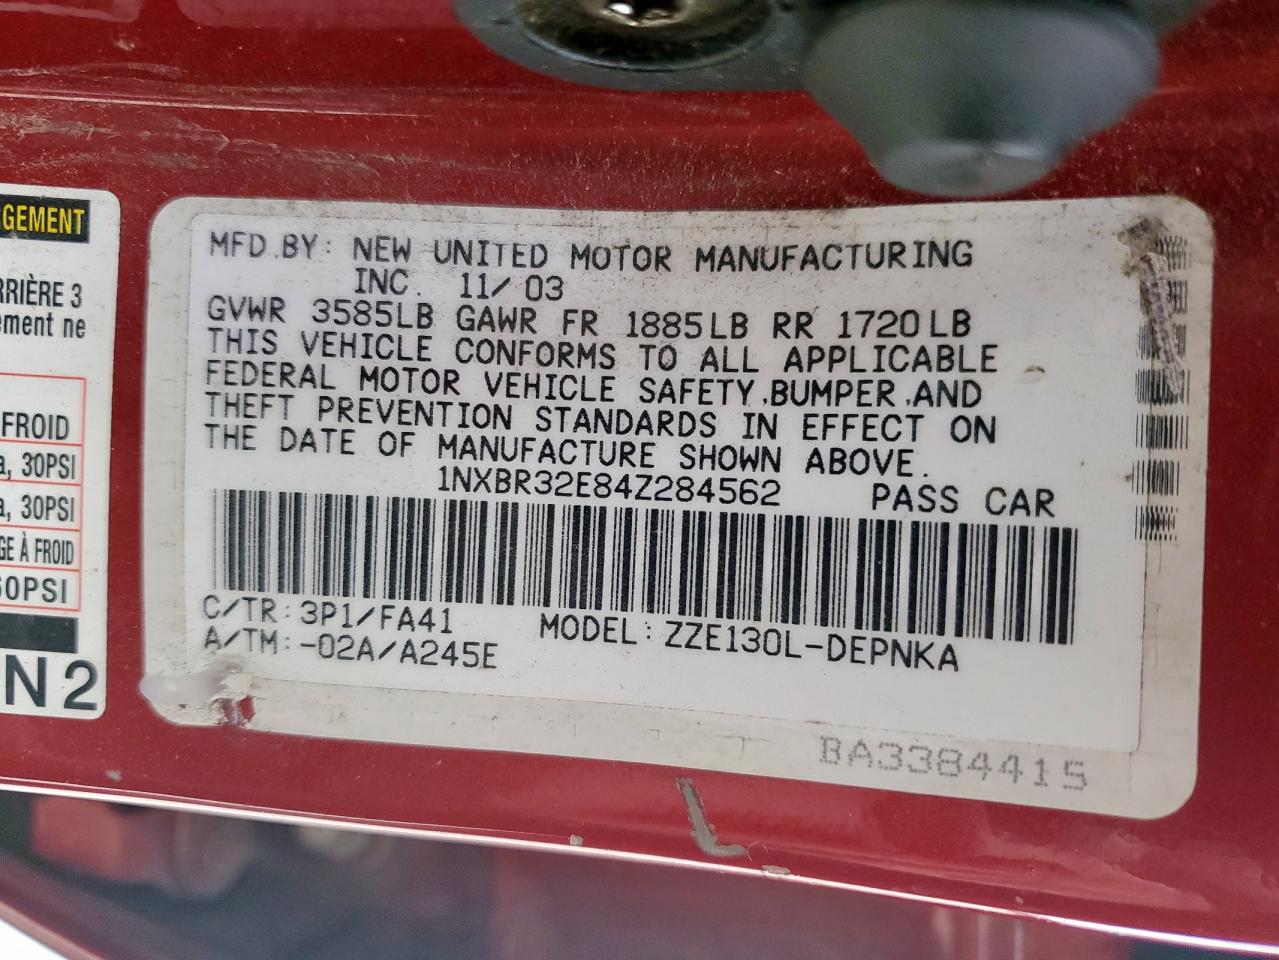 GEMENT
RRIÈRE 3
ement ne
FROID
a, 30PSI
a, 30PSI
GE À FROID
60PSI
N2
MFD.BY: NEW UNITED MOTOR MANUFACTURING
INC. 11/ 03
GVWR 3585LB GAWR FR 1885LB RR 1720LB
THIS VEHICLE CONFORMS TO ALL APPLICABLE
FEDERAL MOTOR VEHICLE SAFETY,BUMPER,AND
THEFT PREVENTION STANDARDS IN EFFECT ON
THE DATE OF MANUFACTURE SHOWN ABOVE.
1NXBR32E84Z284562 PASS CAR
C/TR:3P1/FA41 MODEL:ZZE130L-DEPNKA
A/TM:-02A/A245E
BA3384415